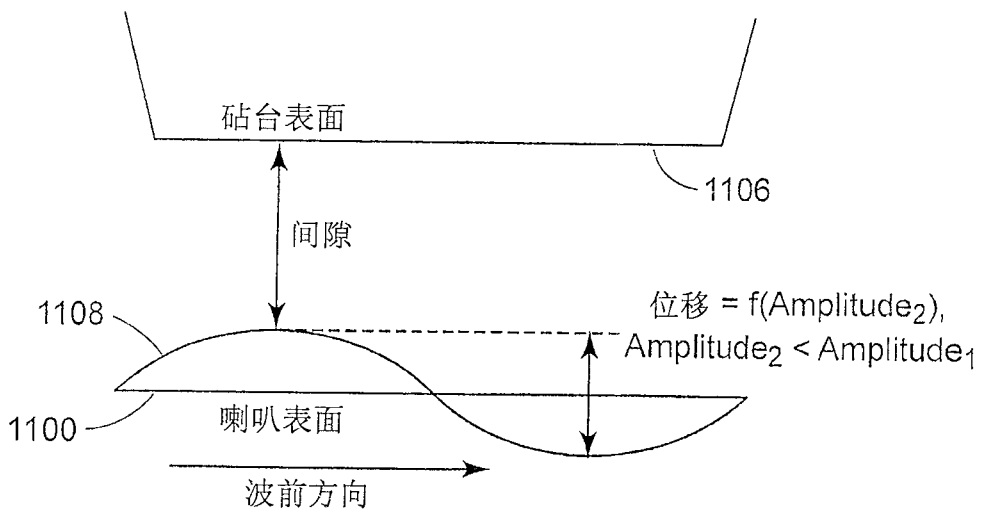 砧台表面
1106
间隙
1108
位移 = f(Amplitude₂),
Amplitude₂ < Amplitude₁
1100
喇叭表面
波前方向